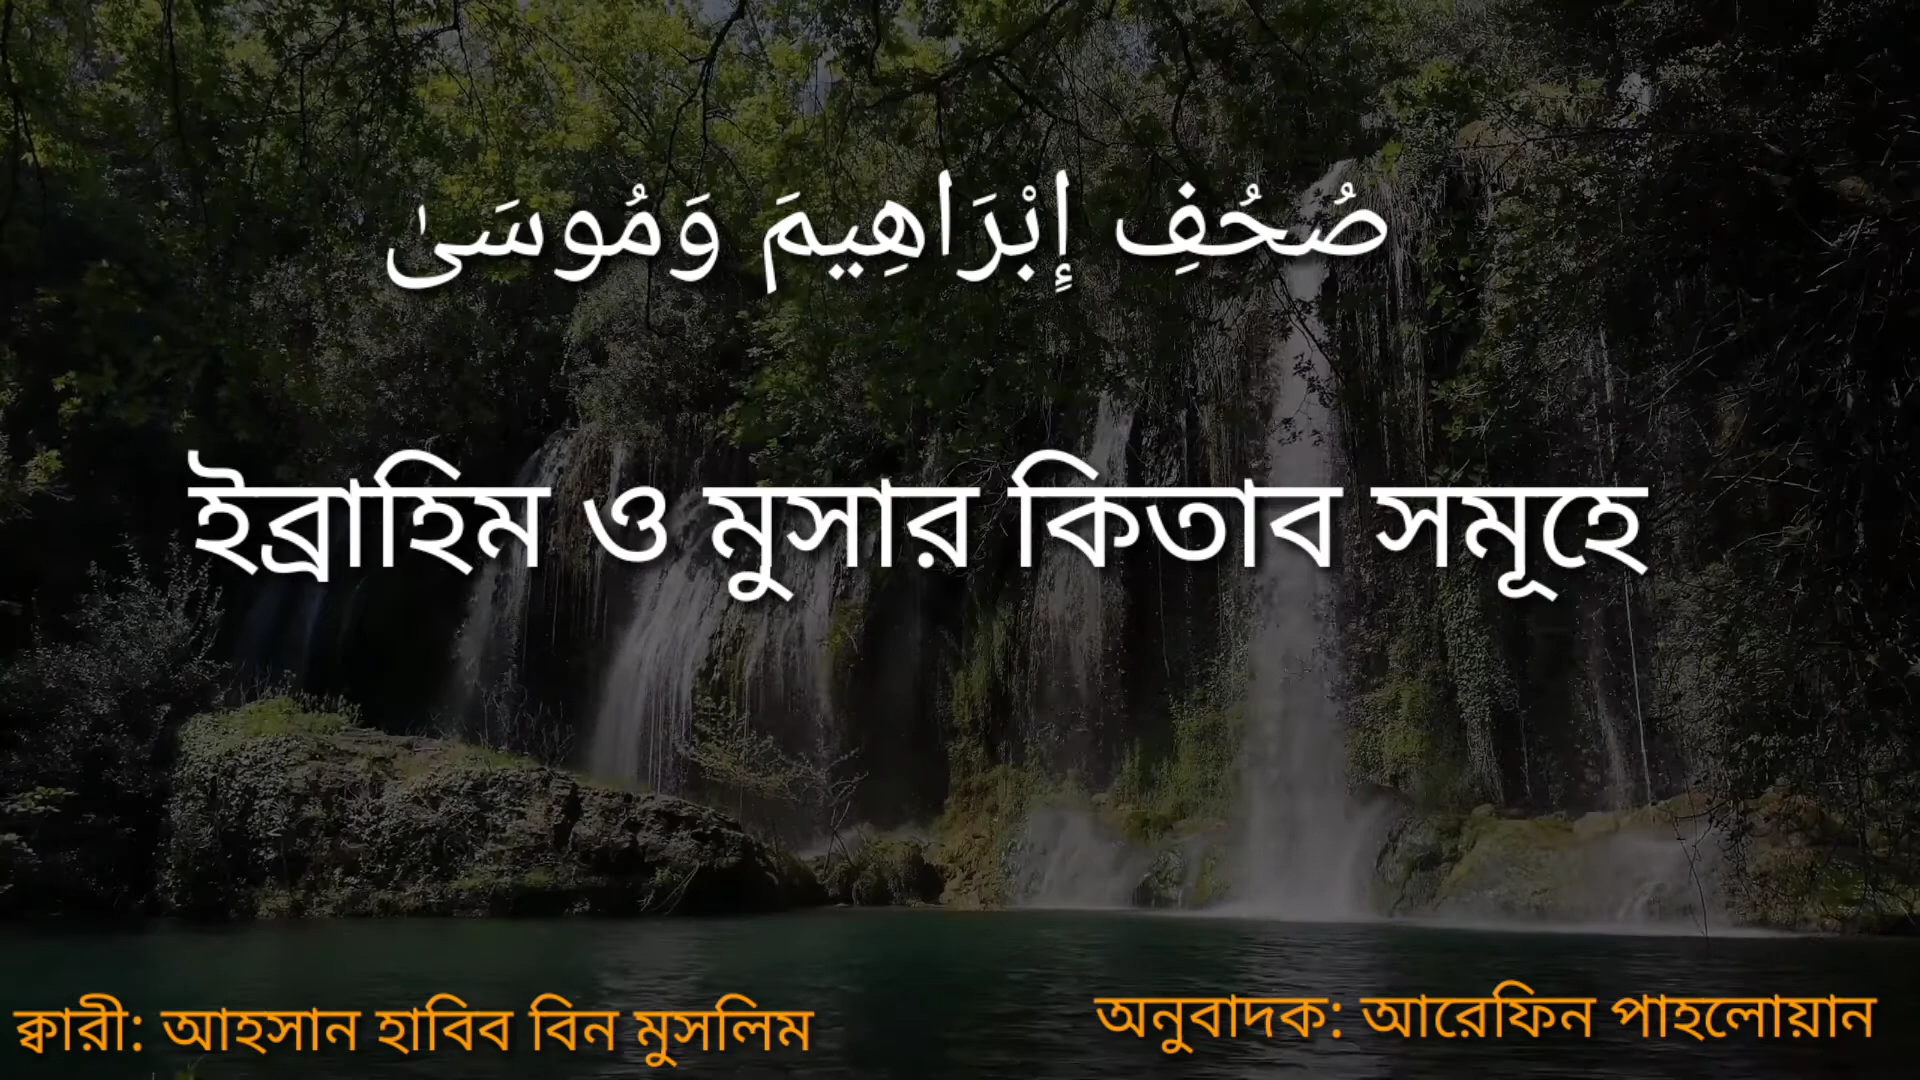 صُحُفِ إِبْرَاهِيمَ وَمُوسَىٰ
ইব্রাহিম ও মুসার কিতাব সমূহে
ক্বারী: আহসান হাবিব বিন মুসলিম
অনুবাদক: আরেফিন পাহলোয়ান